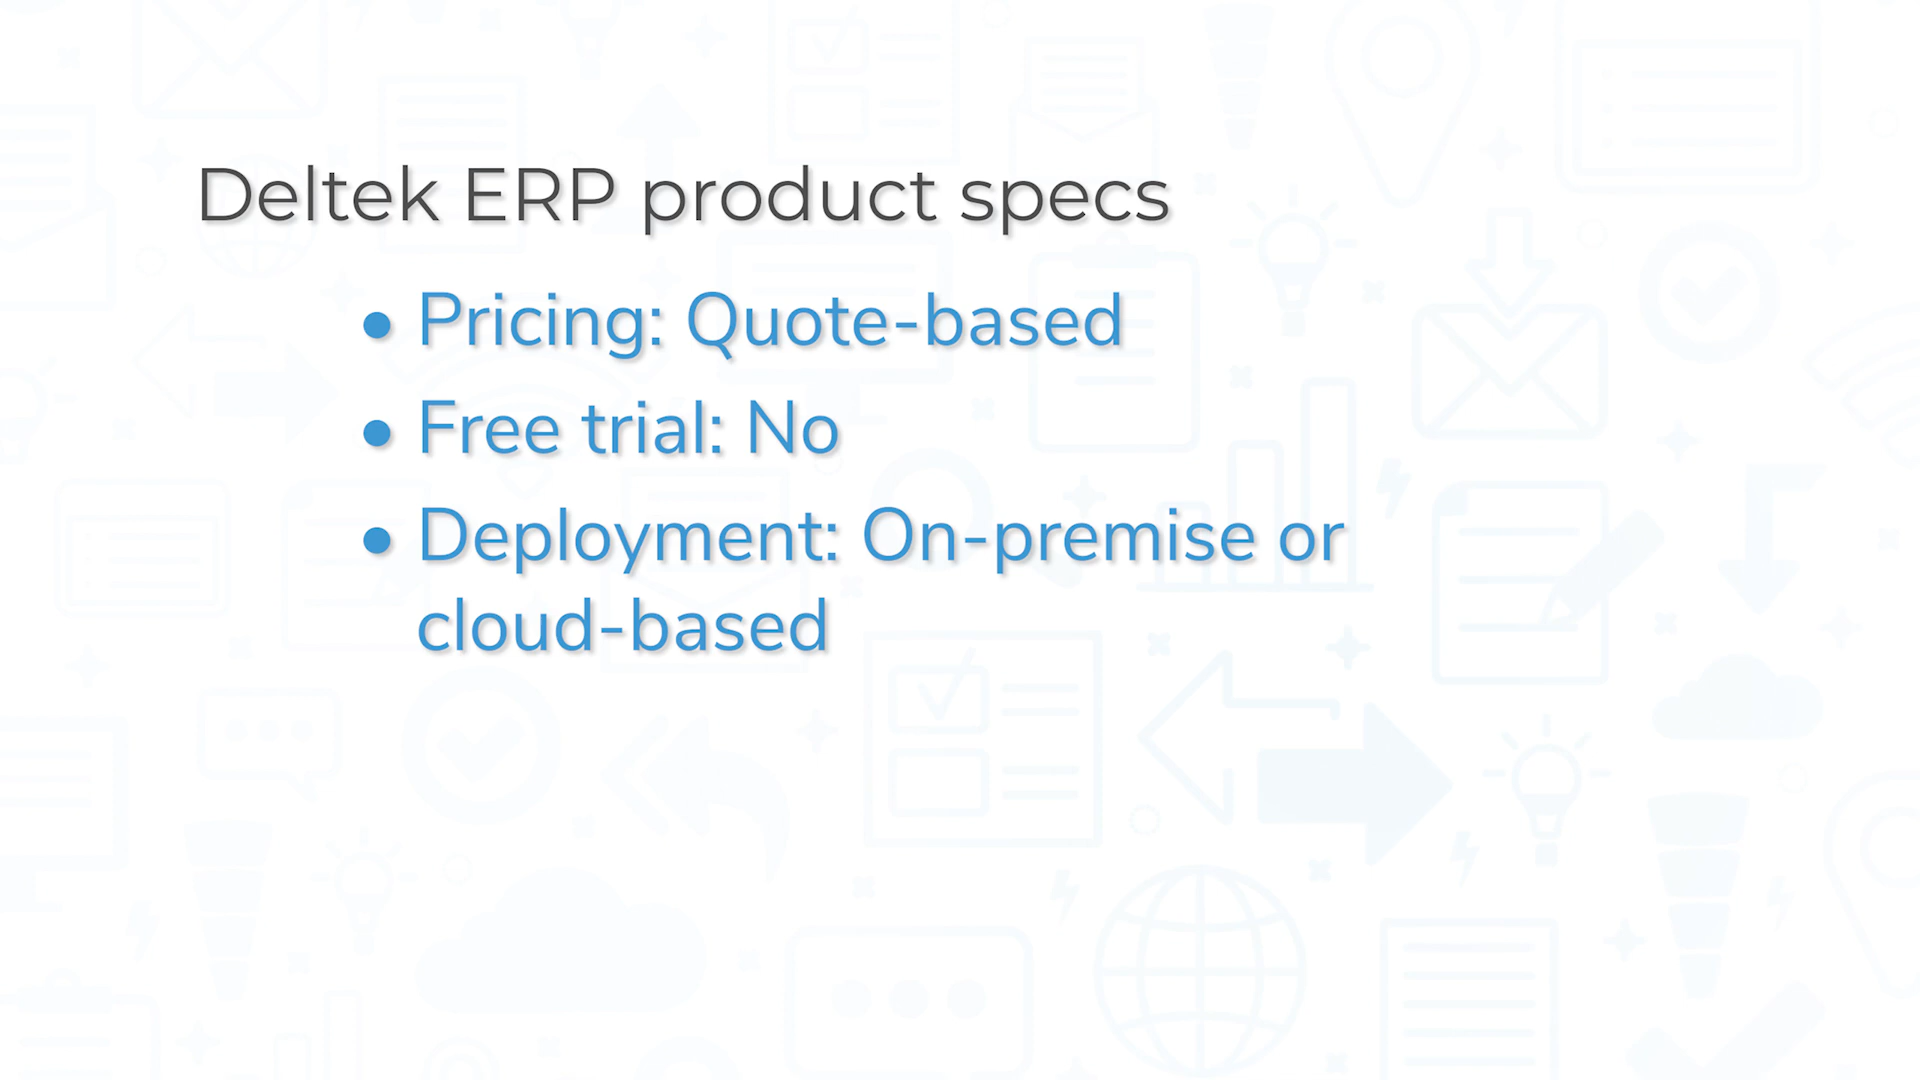 Deltek ERP product specs
• Pricing: Quote-based
• Free trial: No
• Deployment: On-premise or
cloud-based